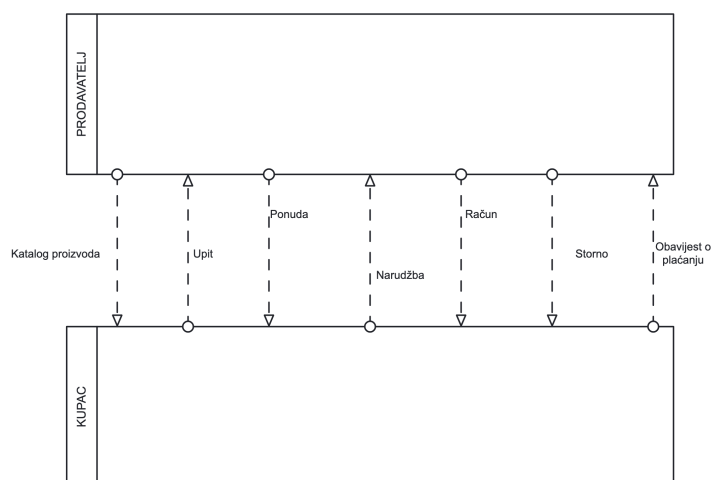 PRODAVATELJ
Ponuda
Račun
Katalog proizvoda
Upit
Storno
Obavijest o
plaćanju
Narudžba
KUPAC